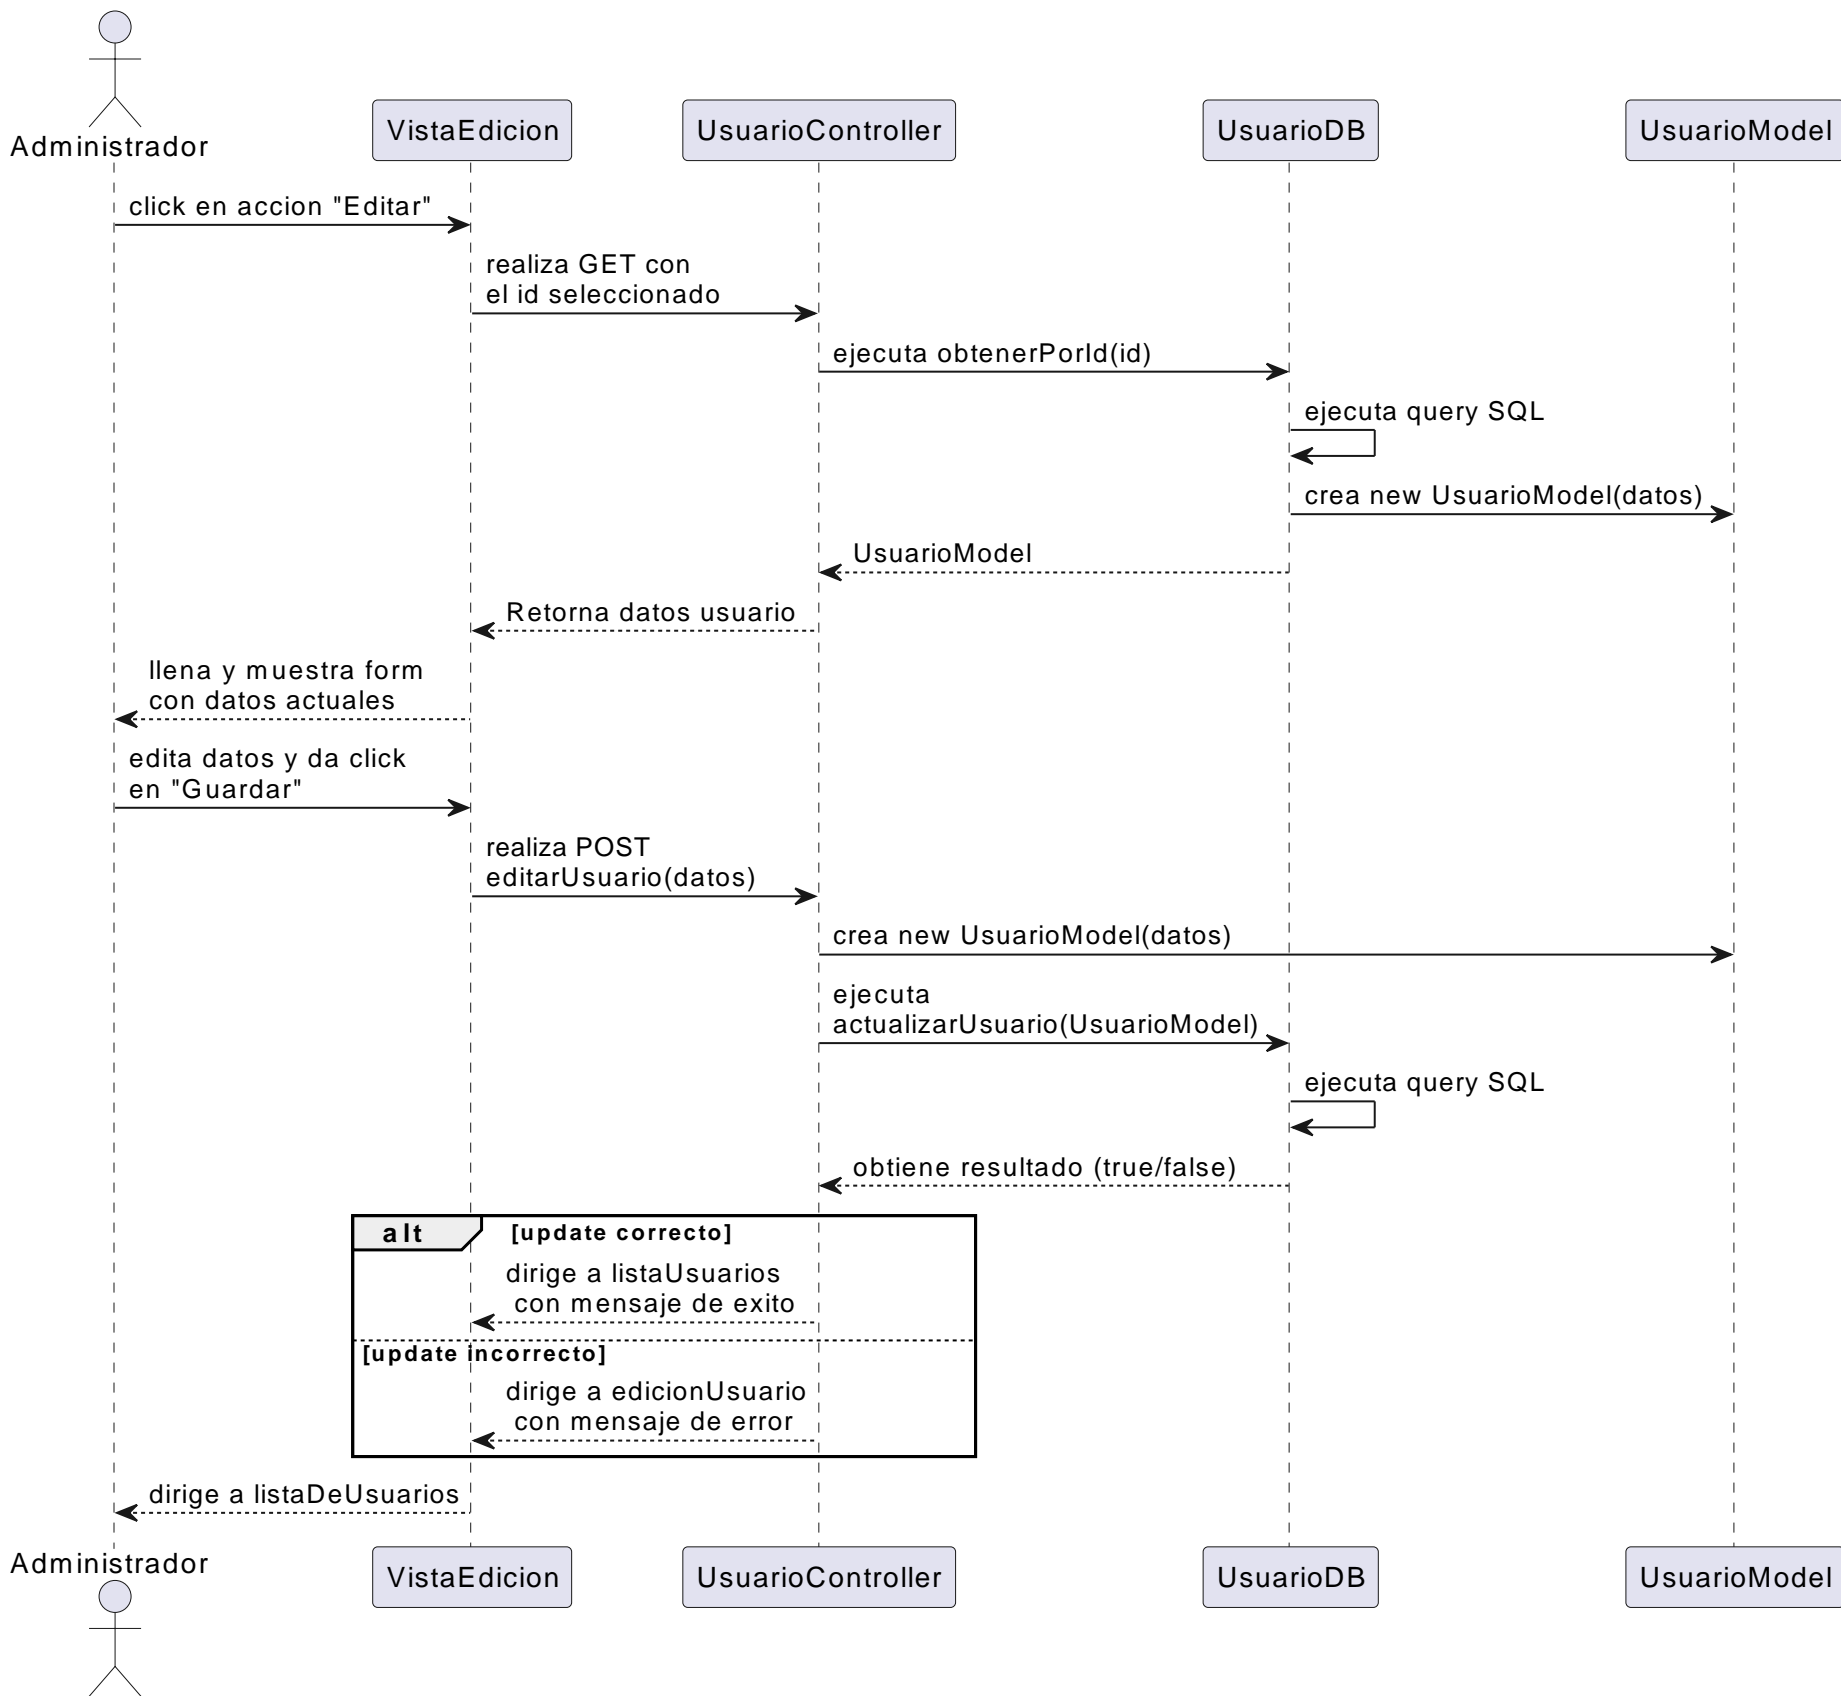 Administrador
VistaEdicion
UsuarioController
UsuarioDB
UsuarioModel
click en accion "Editar"
realiza GET con
el id seleccionado
ejecuta obtenerPorId(id)
ejecuta query SQL
crea new UsuarioModel(datos)
UsuarioModel
Retorna datos usuario
llena y muestra form
con datos actuales
edita datos y da click
en "Guardar"
realiza POST
editarUsuario(datos)
crea new UsuarioModel(datos)
ejecuta
actualizarUsuario(UsuarioModel)
ejecuta query SQL
obtiene resultado (true/false)
alt [update correcto]
dirige a listaUsuarios
con mensaje de exito
[update incorrecto]
dirige a edicionUsuario
con mensaje de error
dirige a listaDeUsuarios
Administrador
VistaEdicion
UsuarioController
UsuarioDB
UsuarioModel